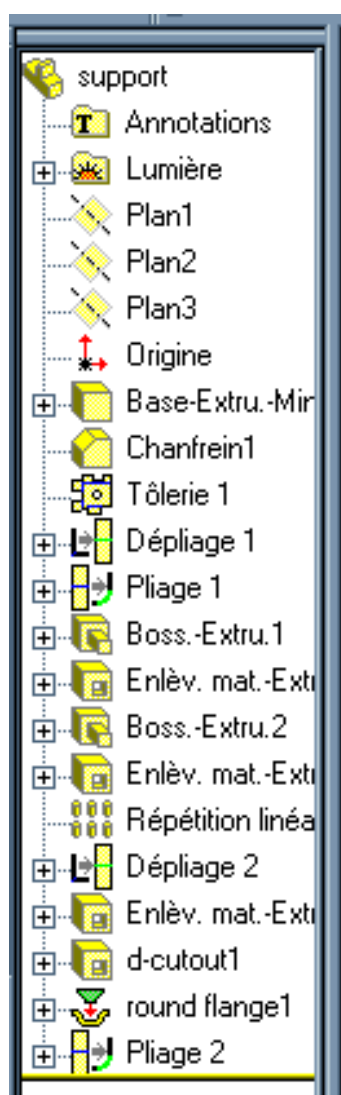 support
Annotations
Lumière
Plan1
Plan2
Plan3
Origine
Base-Extru.-Min
Chanfrein1
Tôlerie 1
Dépliage 1
Pliage 1
Boss.-Extru.1
Enlèv. mat.-Extr
Boss.-Extru.2
Enlèv. mat.-Extr
Répétition linéa
Dépliage 2
Enlèv. mat.-Extr
d-cutout1
round flange1
Pliage 2